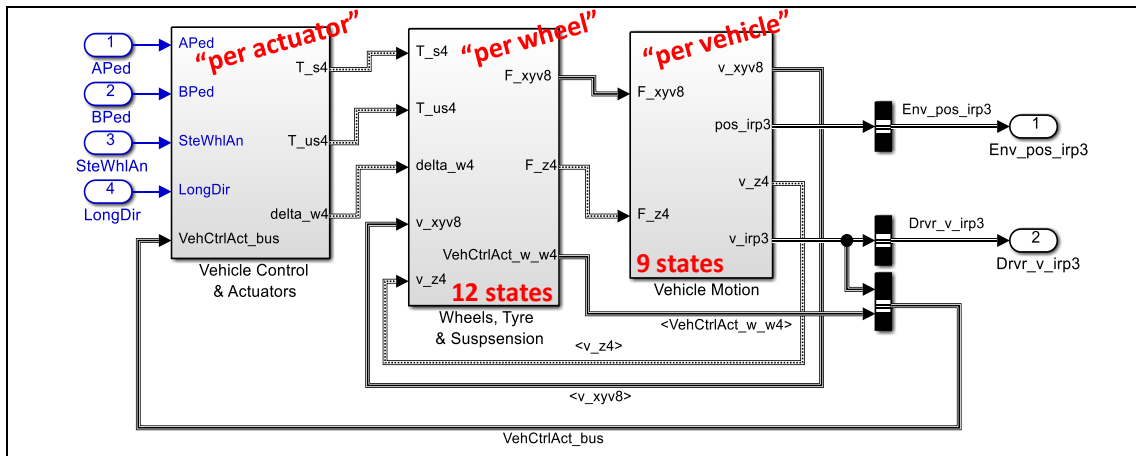 “per actuator”
“per wheel”
“per vehicle”
1
APed
2
BPed
3
SteWhlAn
4
LongDir
APed
BPed
SteWhlAn
LongDir
VehCtrlAct_bus
T_s4
T_us4
delta_w4
Vehicle Control
& Actuators
T_s4
T_us4
delta_w4
v_xyv8
v_z4
F_xyv8
F_z4
VehCtrlAct_w_w4
12 states
Wheels, Tyre
& Suspsension
F_xyv8
F_z4
v_xyv8
pos_irp3
v_z4
v_irp3
9 states
Vehicle Motion
Env_pos_irp3
1
Env_pos_irp3
Drvr_v_irp3
2
Drvr_v_irp3
<VehCtrlAct_w_w4>
<v_z4>
<v_xyv8>
VehCtrlAct_bus